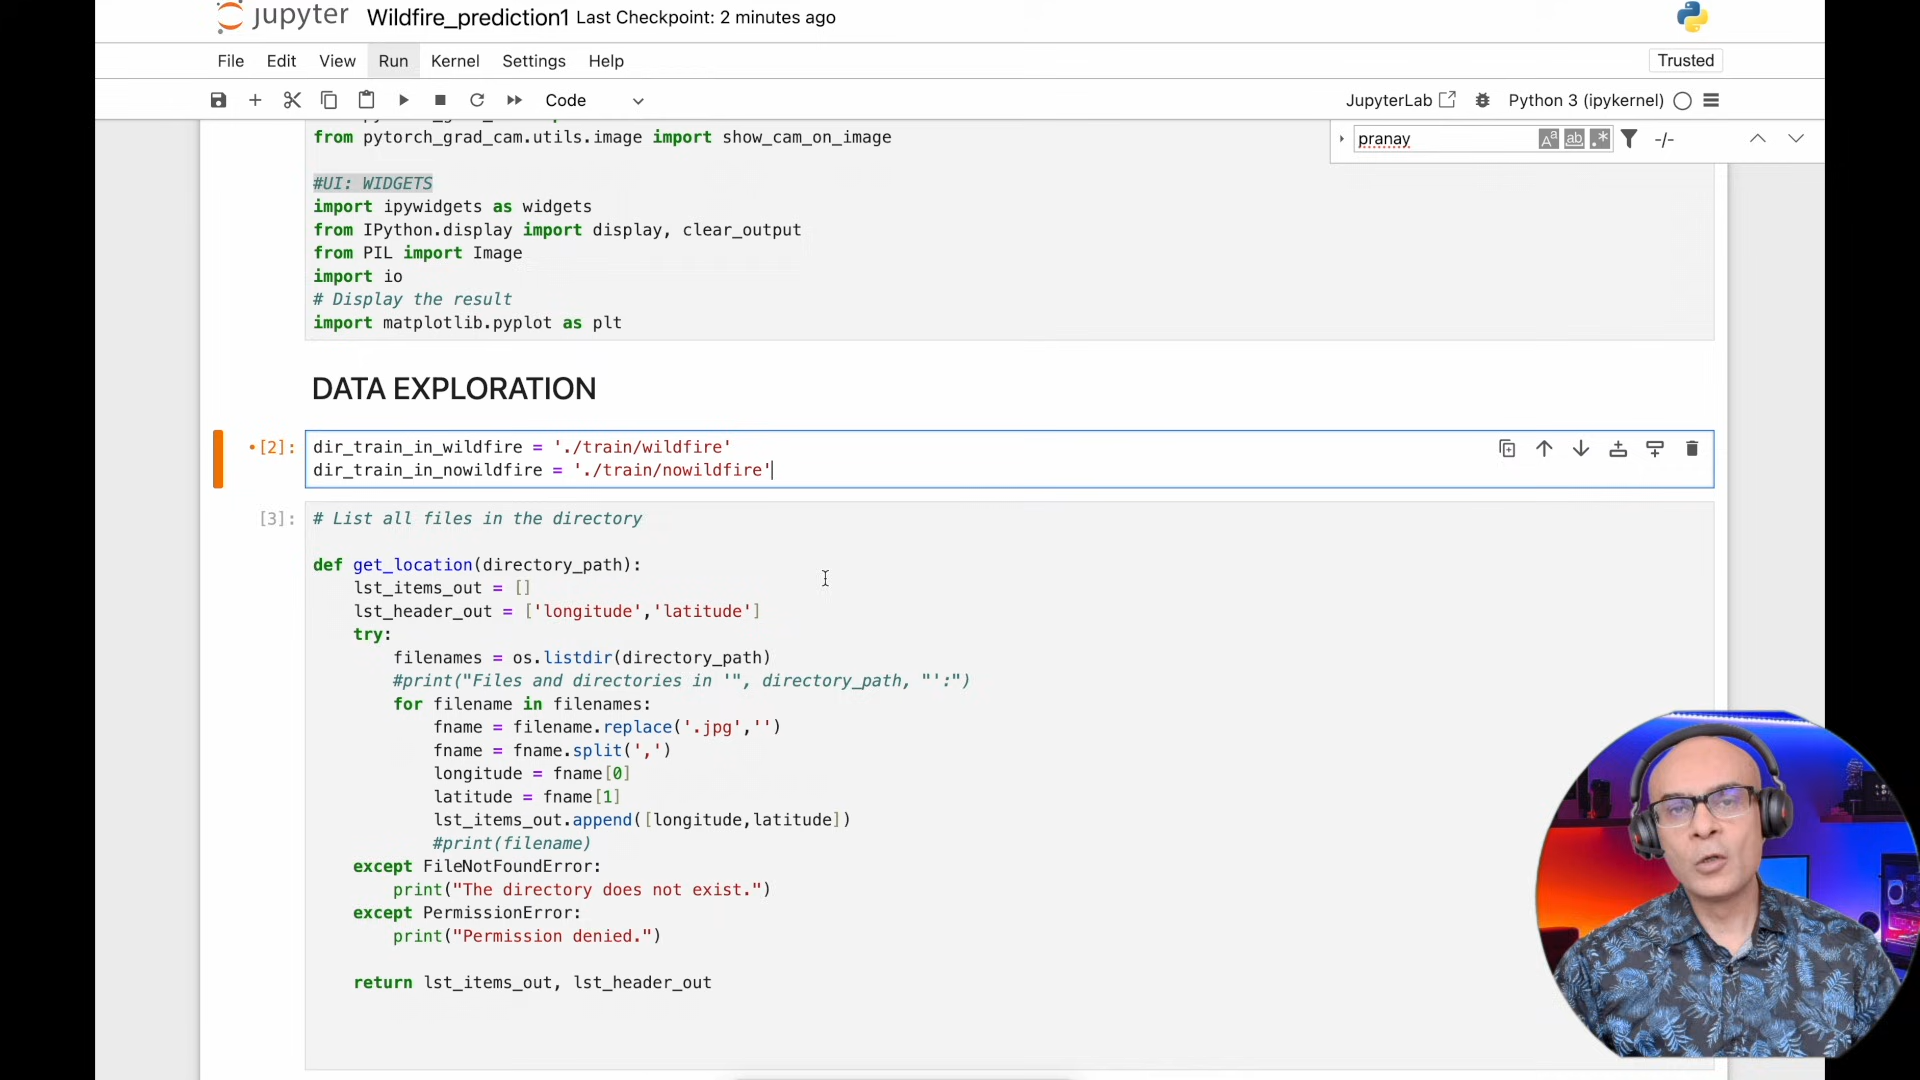 jupyter Wildfire_prediction1 Last Checkpoint: 2 minutes ago
File Edit View Run Kernel Settings Help Trusted
Code JupyterLab Python 3 (ipykernel)
from pytorch_grad_cam.utils.image import show_cam_on_image
pranay Aa ab .* -/-
#UI: WIDGETS
import ipywidgets as widgets
from IPython.display import display, clear_output
from PIL import Image
import io
# Display the result
import matplotlib.pyplot as plt
DATA EXPLORATION
•[2]: dir_train_in_wildfire = './train/wildfire'
dir_train_in_nowildfire = './train/nowildfire'
[3]: # List all files in the directory
def get_location(directory_path):
lst_items_out = []
lst_header_out = ['longitude','latitude']
try:
filenames = os.listdir(directory_path)
#print("Files and directories in '", directory_path, "':")
for filename in filenames:
fname = filename.replace('.jpg','')
fname = fname.split(',')
longitude = fname[0]
latitude = fname[1]
lst_items_out.append([longitude,latitude])
#print(filename)
except FileNotFoundError:
print("The directory does not exist.")
except PermissionError:
print("Permission denied.")
return lst_items_out, lst_header_out